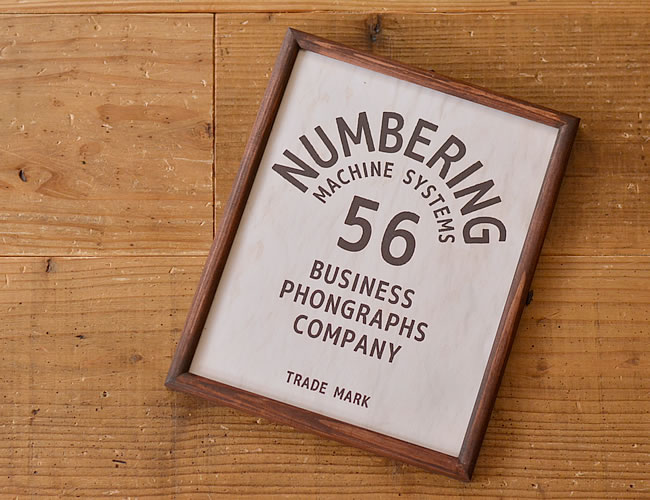 NUMBERING
MACHINE SYSTEMS
56
BUSINESS
PHONGRAPHS
COMPANY
TRADE MARK